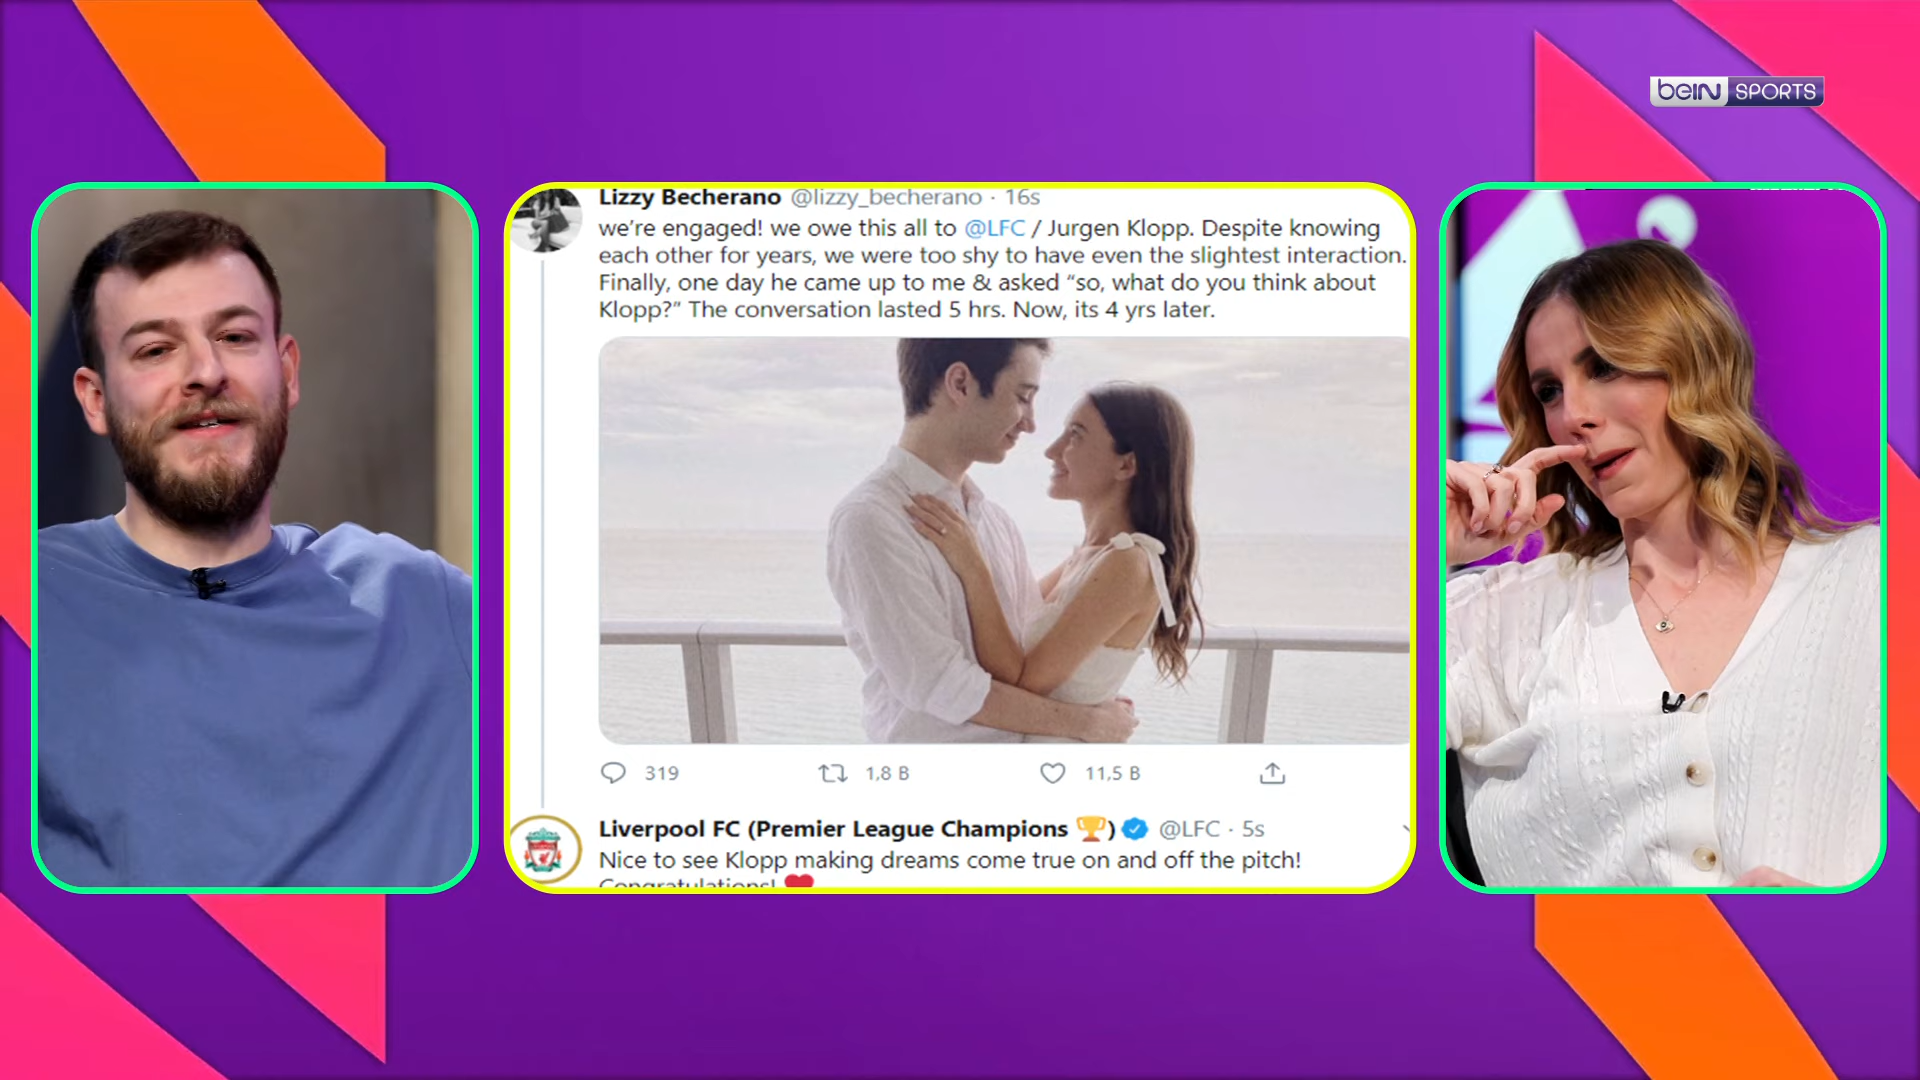 beIN SPORTS
Lizzy Becherano @lizzy_becherano · 16s
we're engaged! we owe this all to @LFC / Jurgen Klopp. Despite knowing
each other for years, we were too shy to have even the slightest interaction.
Finally, one day he came up to me & asked “so, what do you think about
Klopp?” The conversation lasted 5 hrs. Now, its 4 yrs later.
319 1,8 B 11,5 B
Liverpool FC (Premier League Champions 🏆) @LFC · 5s
Nice to see Klopp making dreams come true on and off the pitch!
Congratulations! ❤️